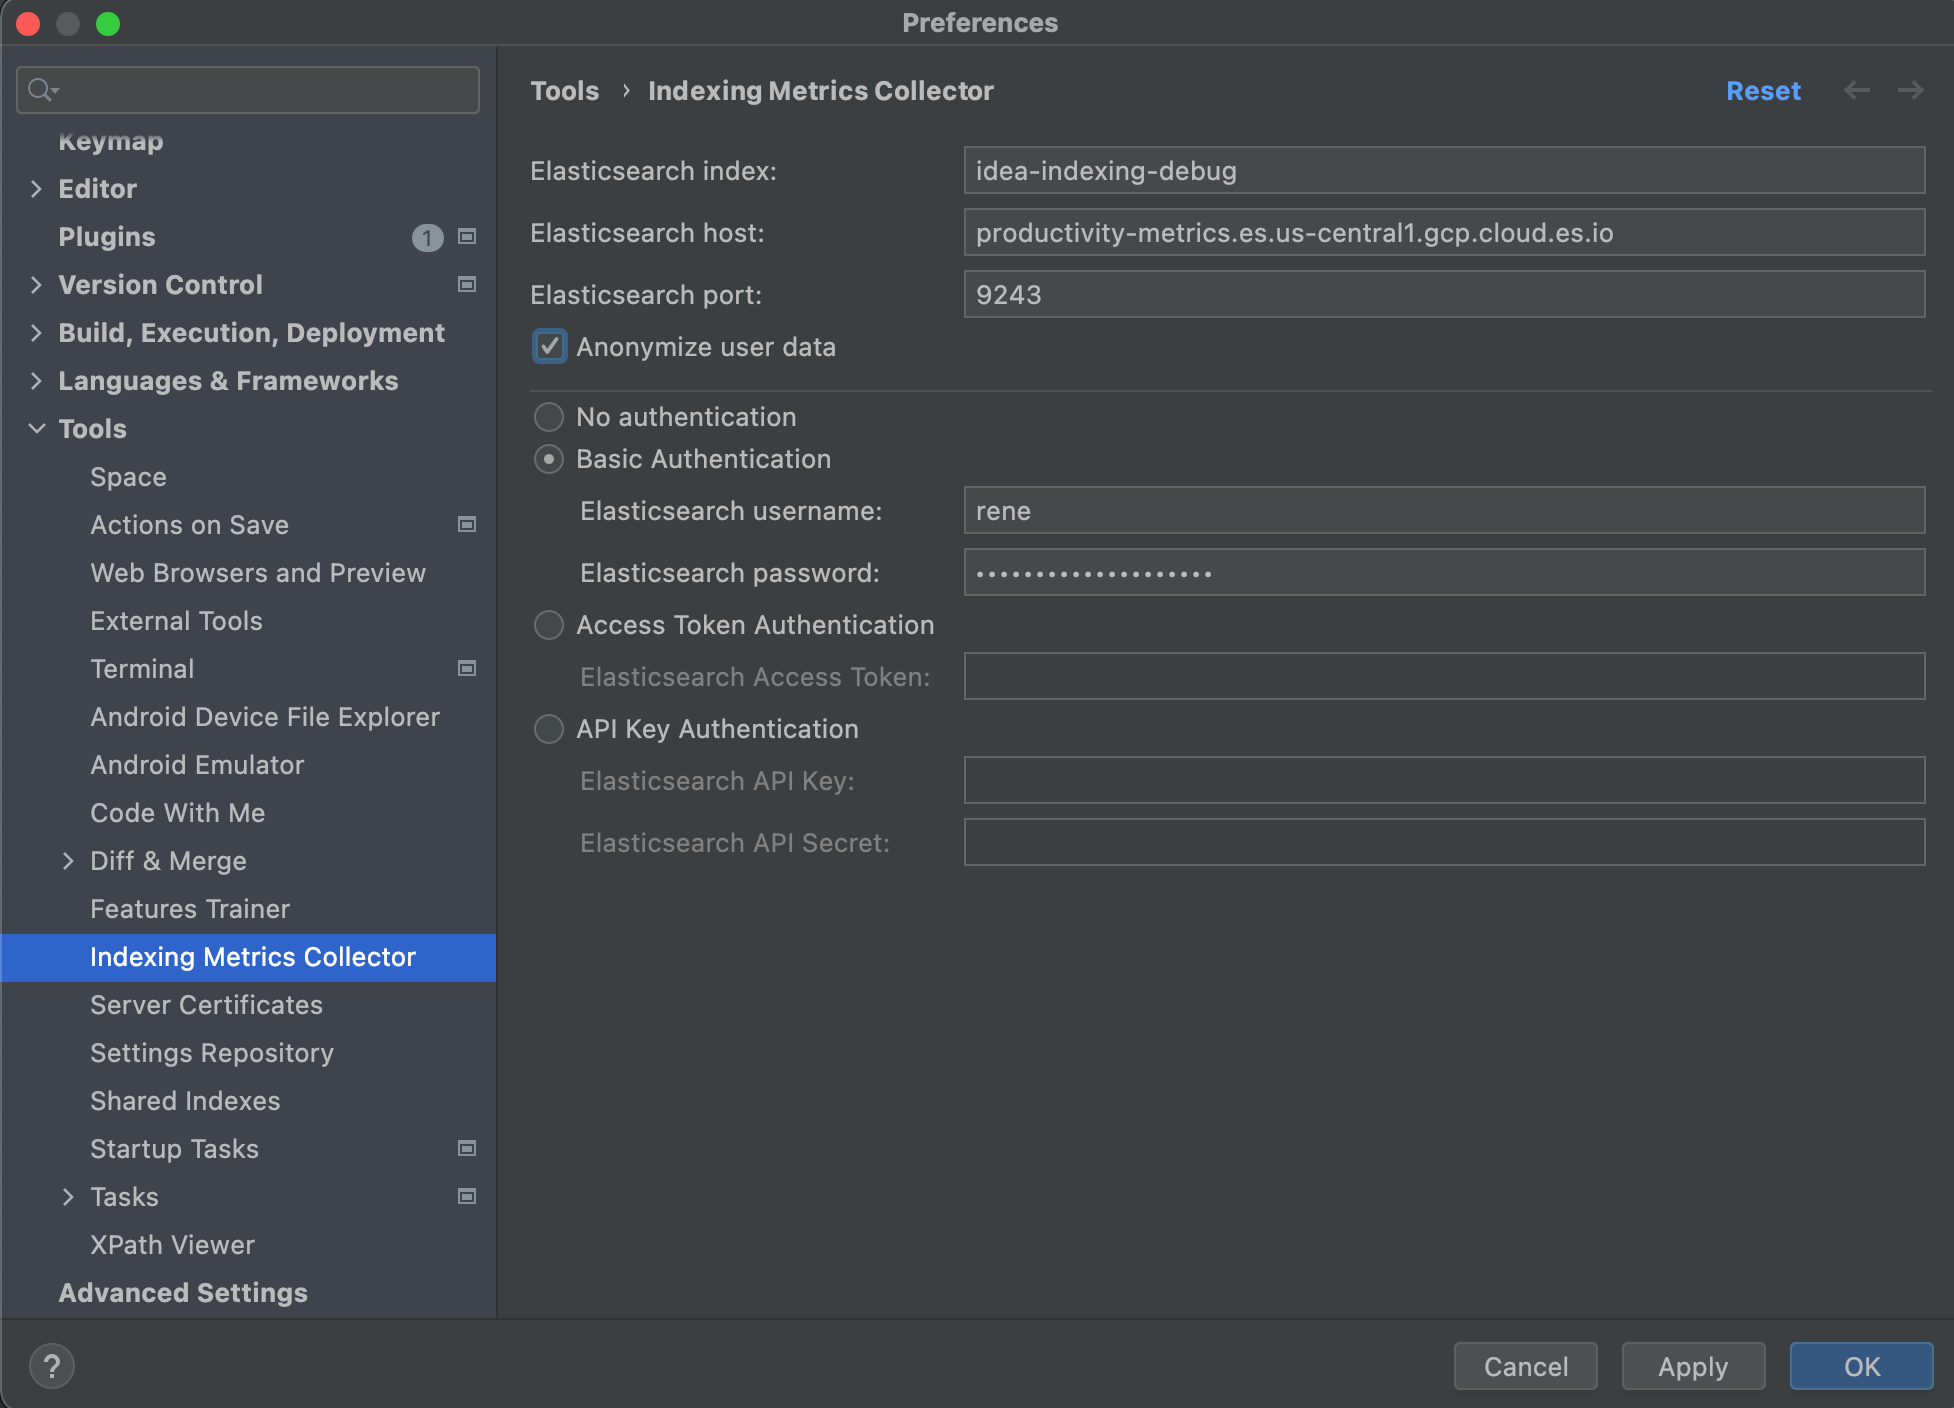 Preferences
Keymap
Editor
Plugins 1
Version Control
Build, Execution, Deployment
Languages & Frameworks
Tools
Space
Actions on Save
Web Browsers and Preview
External Tools
Terminal
Android Device File Explorer
Android Emulator
Code With Me
Diff & Merge
Features Trainer
Indexing Metrics Collector
Server Certificates
Settings Repository
Shared Indexes
Startup Tasks
Tasks
XPath Viewer
Advanced Settings
Tools › Indexing Metrics Collector Reset
Elasticsearch index: idea-indexing-debug
Elasticsearch host: productivity-metrics.es.us-central1.gcp.cloud.es.io
Elasticsearch port: 9243
Anonymize user data
No authentication
Basic Authentication
Elasticsearch username: rene
Elasticsearch password: ••••••••••••••••••••
Access Token Authentication
Elasticsearch Access Token:
API Key Authentication
Elasticsearch API Key:
Elasticsearch API Secret:
? Cancel Apply OK